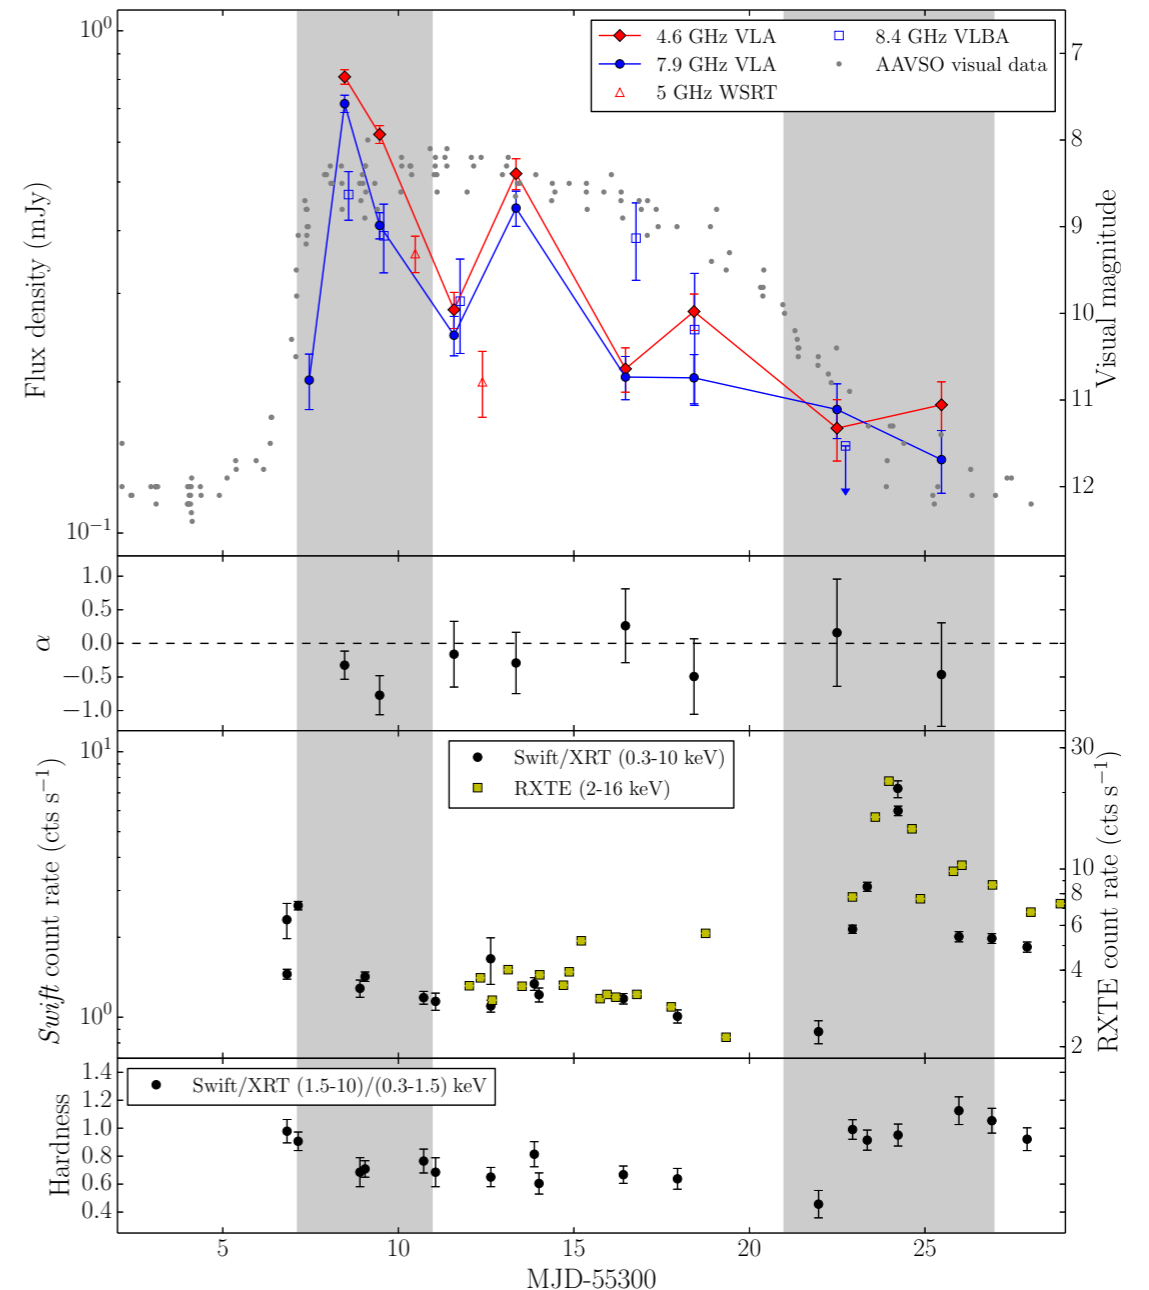 10⁰
10⁻¹
Flux density (mJy)
4.6 GHz VLA
7.9 GHz VLA
5 GHz WSRT
8.4 GHz VLBA
AAVSO visual data
7
8
9
10
11
12
Visual magnitude
1.0
0.5
0.0
−0.5
−1.0
α
10¹
10⁰
Swift count rate (cts s⁻¹)
Swift/XRT (0.3-10 keV)
RXTE (2-16 keV)
30
10
8
6
4
2
RXTE count rate (cts s⁻¹)
1.4
1.2
1.0
0.8
0.6
0.4
Hardness
Swift/XRT (1.5-10)/(0.3-1.5) keV
5
10
15
20
25
MJD-55300